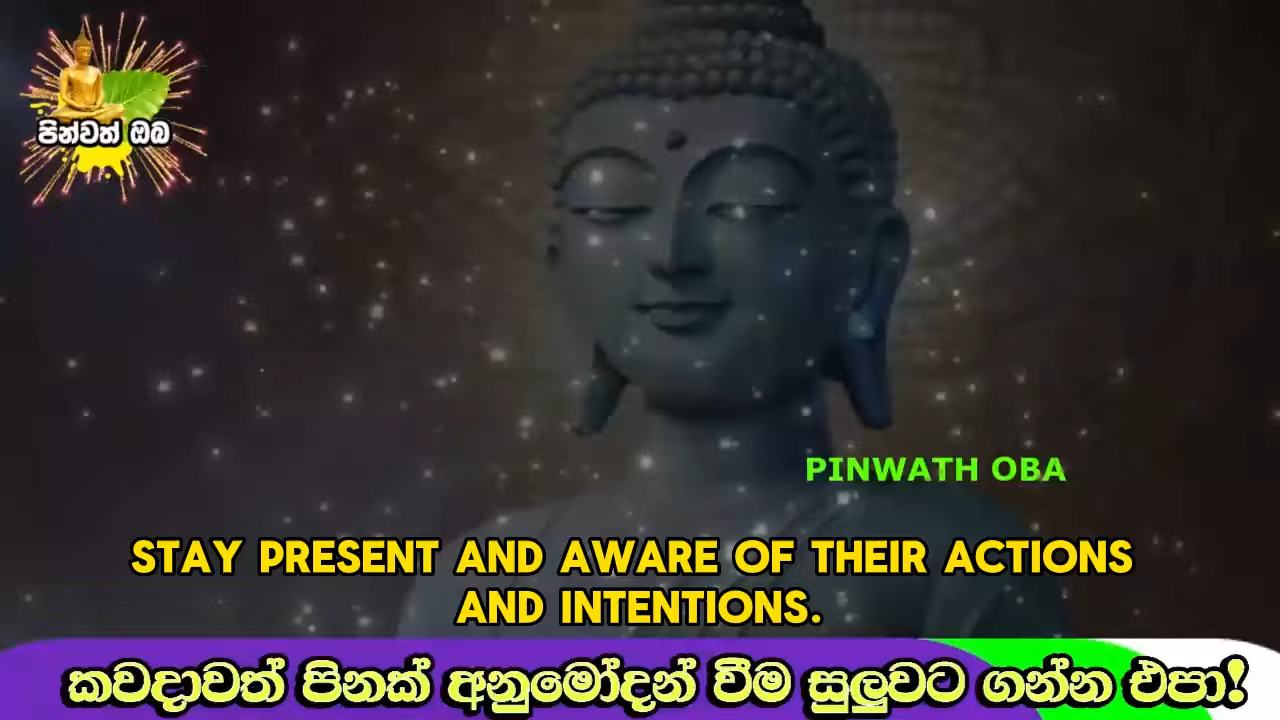 පින්වත් ඔබ
PINWATH OBA
STAY PRESENT AND AWARE OF THEIR ACTIONS
AND INTENTIONS.
කවදාවත් පිනක් අනුමෝදන් වීම සුලුවට ගන්න එපා!